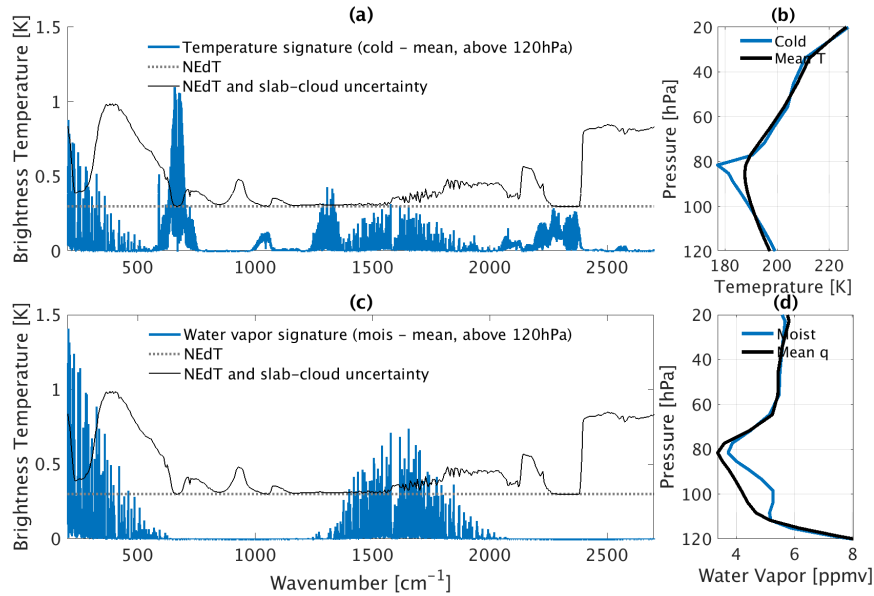 (a)
Brightness Temperature [K]
1.5
1
0.5
0
Temperature signature (cold – mean, above 120hPa)
NEdT
NEdT and slab-cloud uncertainty
500
1000
1500
2000
2500
(b)
Pressure [hPa]
20
40
60
80
100
120
Cold
Mean T
180
200
220
Temeprature [K]
(c)
Brightness Temperature [K]
1.5
1
0.5
0
Water vapor signature (mois – mean, above 120hPa)
NEdT
NEdT and slab-cloud uncertainty
500
1000
1500
2000
2500
Wavenumber [cm⁻¹]
(d)
Pressure [hPa]
20
40
60
80
100
120
Moist
Mean q
4
6
8
Water Vapor [ppmv]